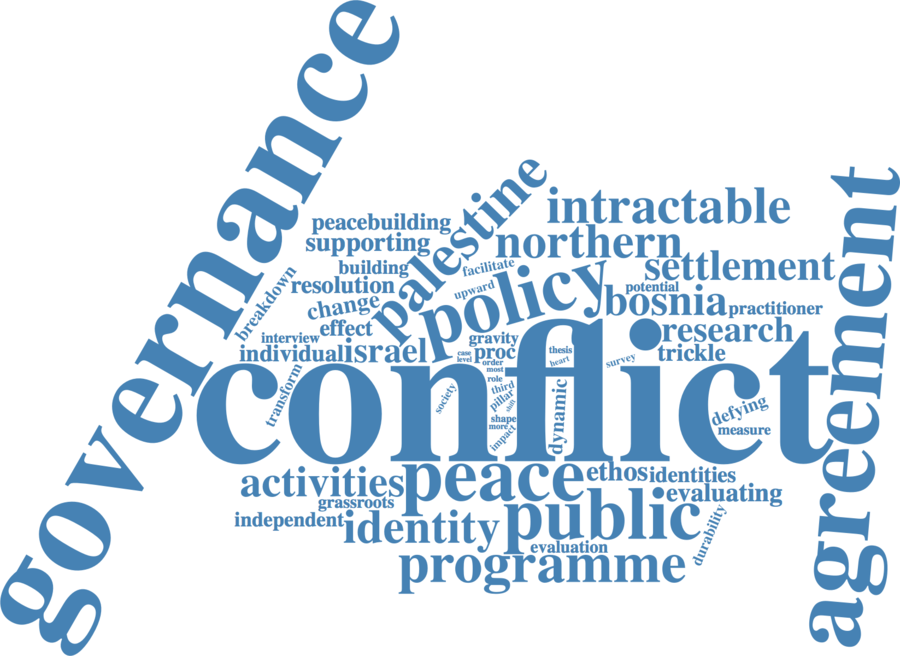 governance
agreement
palestine
intractable
peacebuilding
supporting
northern
building
facilitate
settlement
resolution
upward
policy
potential
breakdown
change
bosnia
practitioner
effect
research
interview
gravity
individual
israel
proc
case
level
order
most
thesis
heart
survey
trickle
conflict
transform
society
role
third
pillar
shift
shape
more
impact
dynamic
defying
measure
activities
peace
ethos
identities
evaluating
grassroots
independent
identity
public
durability
evaluation
programme